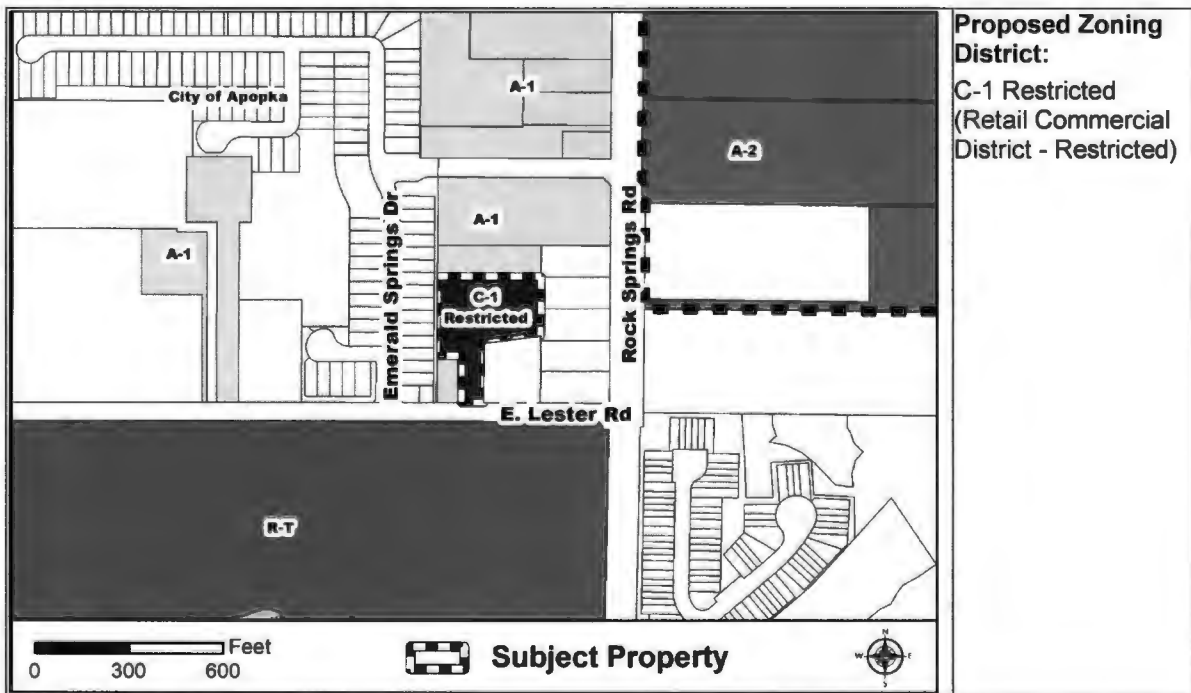 City of Apopka
A-1
A-2
A-1
A-1
Emerald Springs Dr
Rock Springs Rd
C-1
Restricted
E. Lester Rd
R-T
Feet
0 300 600
Subject Property
N
W E
S
Proposed Zoning
District:
C-1 Restricted
(Retail Commercial
District - Restricted)